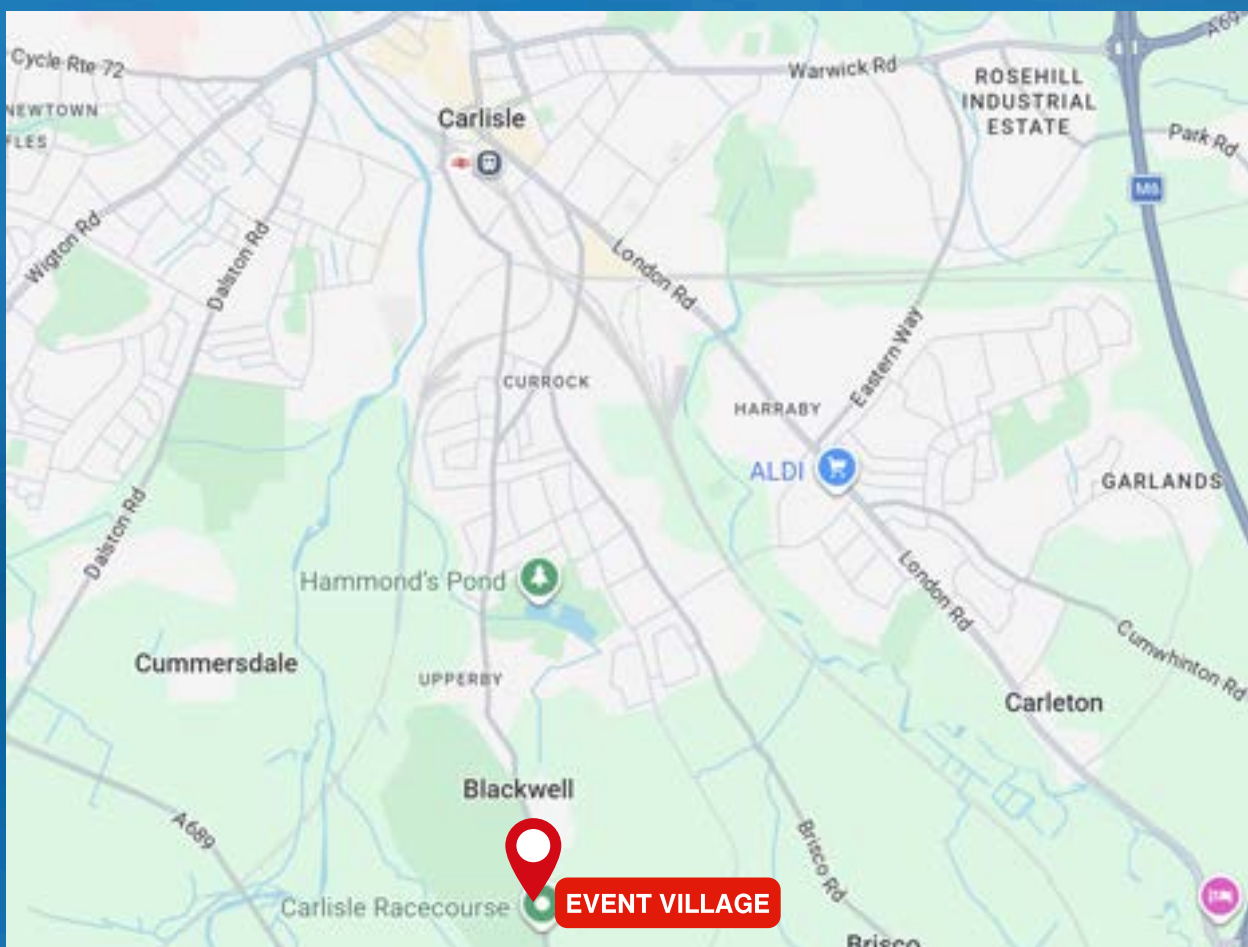 A69
Cycle Rte 72
Warwick Rd
ROSEHILL
INDUSTRIAL
ESTATE
NEWTOWN
Carlisle
FLES
Park Rd
M6
Wigton Rd
Dalston Rd
London Rd
Eastern Way
CURROCK
HARRABY
ALDI
GARLANDS
Dalston Rd
Hammond's Pond
London Rd
Cumwhinton Rd
Cummersdale
UPPERBY
Carleton
Blackwell
A689
Brisco Rd
Carlisle Racecourse
EVENT VILLAGE
Brisco